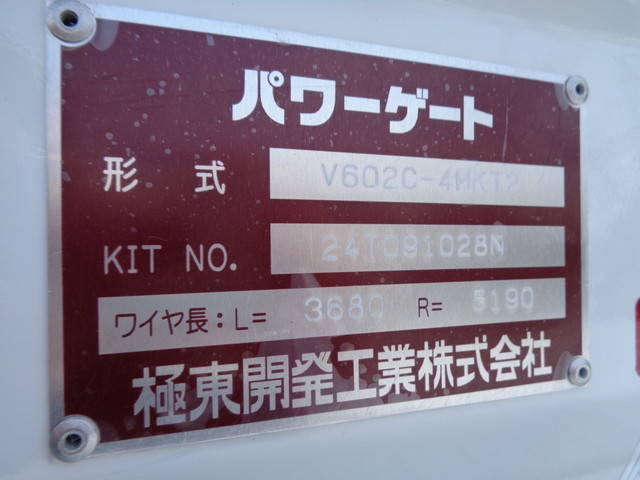 パワーゲート
形式 V602C-4MKT2
KIT NO. 24T091028N
ワイヤ長:L= 3680 R= 5190
極東開発工業株式会社